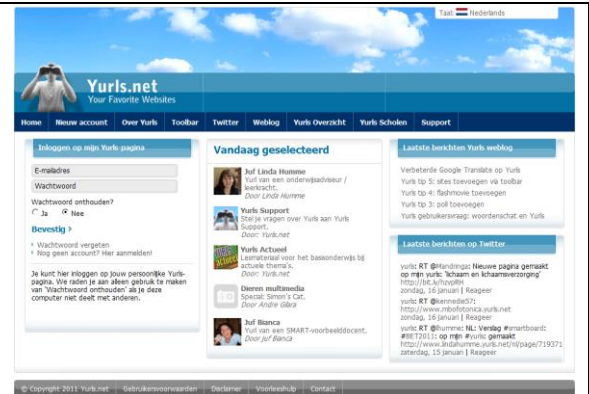 Taal: Nederlands
Yurls.net
Your Favorite Websites
Home Nieuw account Over Yurls Toolbar Twitter Weblog Yurls Overzicht Yurls Scholen Support
Inloggen op mijn Yurls-pagina
E-mailadres
Wachtwoord
Wachtwoord onthouden?
Ja Nee
Bevestig >
Wachtwoord vergeten
Nog geen account? Hier aanmelden!
Je kunt hier inloggen op jouw persoonlijke Yurls-
pagina. We raden je aan alleen gebruik te maken
van 'Wachtwoord onthouden' als je deze
computer niet deelt met anderen.
Vandaag geselecteerd
Juf Linda Humme
Yurl van een onderwijsadviseur /
leerkracht.
Door: Linda Humme
Yurls Support
Stel je vragen over Yurls aan Yurls
Support.
Door: Yurls.net
Yurls Actueel
Lesmateriaal voor het basisonderwijs bij
actuele thema's.
Door: Yurls.net
Dieren multimedia
Special: Simon's Cat.
Door: Andre Glara
Juf Bianca
Yurl van een SMART-voorbeelddocent.
Door: juf Bianca
Laatste berichten Yurls weblog
Verbeterde Google Translate op Yurls
Yurls tip 5: sites toevoegen via toolbar
Yurls tip 4: flashmovie toevoegen
Yurls tip 3: poll toevoegen
Yurls gebruikersvraag: woordenschat en Yurls
Laatste berichten op Twitter
yurls: RT @Mandringa: Nieuwe pagina gemaakt
op mijn yurls: 'lichaam en lichaamsverzorging'
zondag, 16 januari | Reageer
yurls: RT @kennedie57:
http://www.mbofotonica.yurls.net
zondag, 16 januari | Reageer
yurls: RT @lhumme: NL: Verslag #smartboard:
#BET2011: op mijn #yurls gemaakt
http://www.lindahumme.yurls.net/nl/page/719371
zaterdag, 15 januari | Reageer
© Copyright 2011 Yurls.net Gebruikersvoorwaarden Disclaimer Voorleeshulp Contact